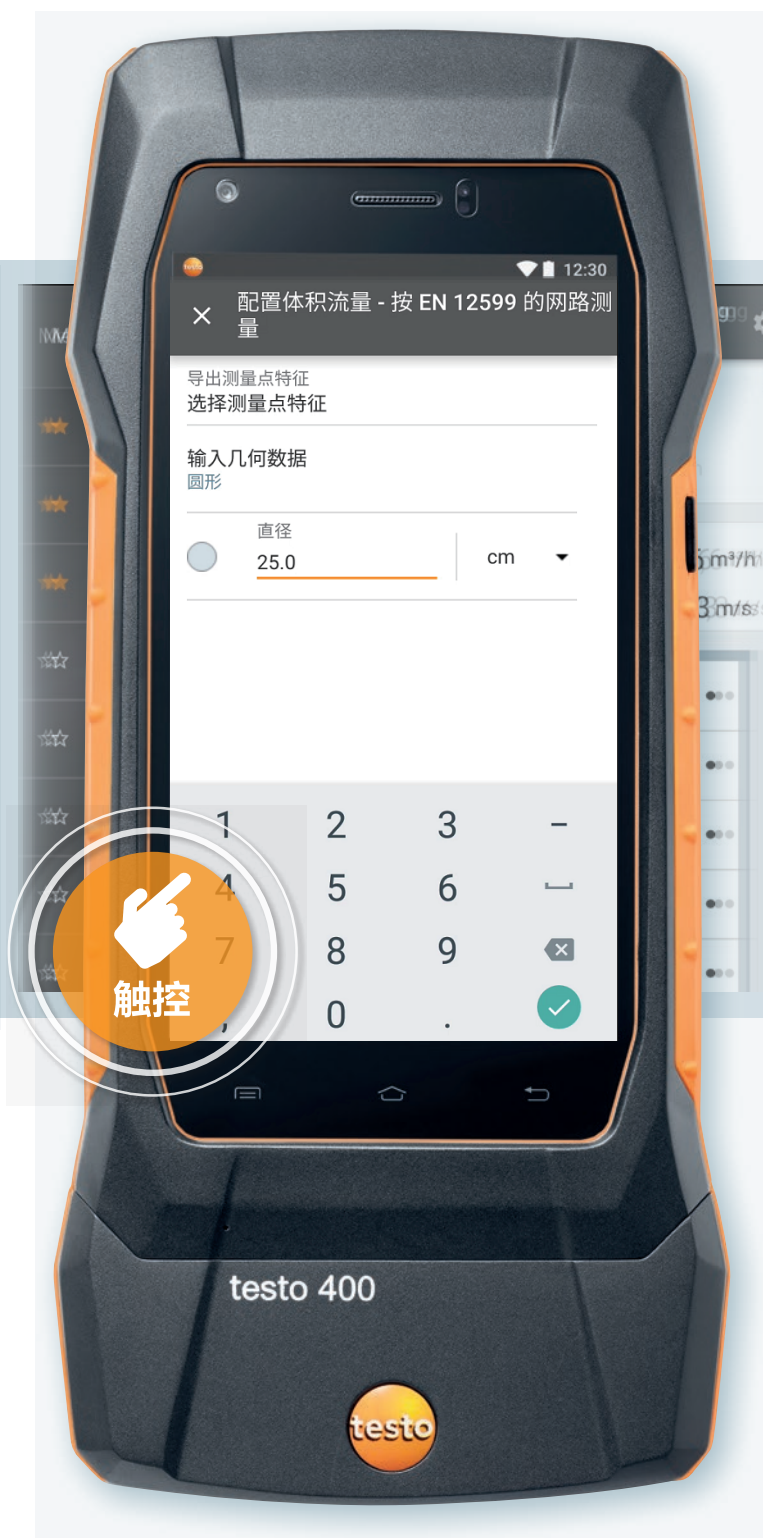 testo
12:30
配置体积流量 - 按 EN 12599 的网路测
量
导出测量点特征
选择测量点特征
输入几何数据
圆形
直径
25.0
cm
m³/h
3 m/s
1 2 3 -
4 5 6
7 8 9
, 0 .
触控
testo 400
testo